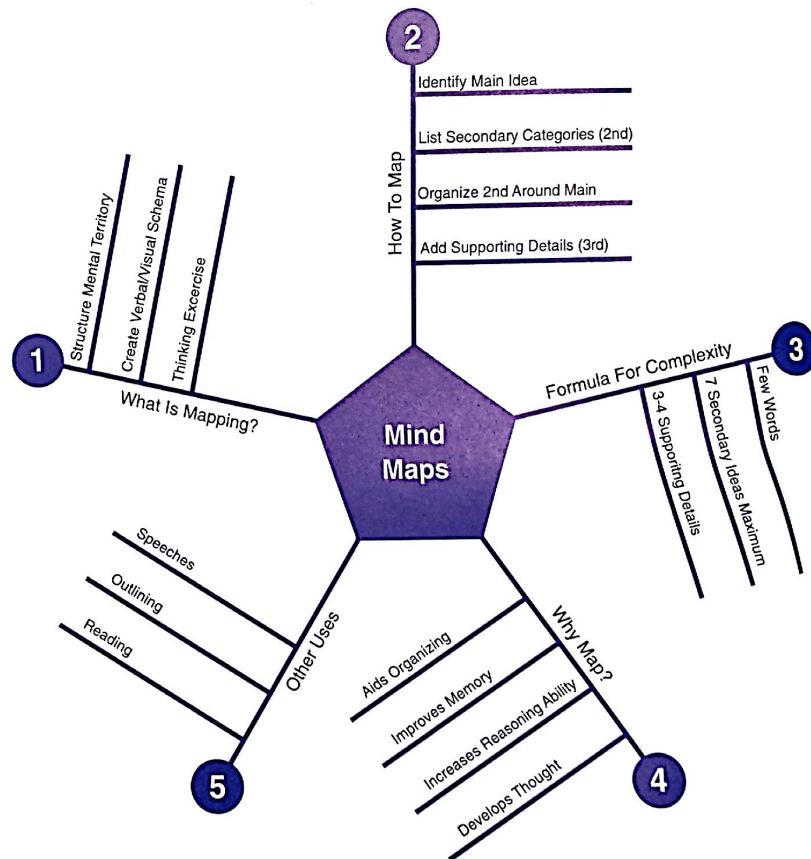 Mind
Maps
1
What Is Mapping?
Structure Mental Territory
Create Verbal/Visual Schema
Thinking Excercise
2
How To Map
Identify Main Idea
List Secondary Categories (2nd)
Organize 2nd Around Main
Add Supporting Details (3rd)
3
Formula For Complexity
3-4 Supporitng Details
7 Secondary Ideas Maximum
Few Words
4
Why Map?
Aids Organizing
Improves Memory
Increases Reasoning Ability
Develops Thought
5
Other Uses
Speeches
Outlining
Reading